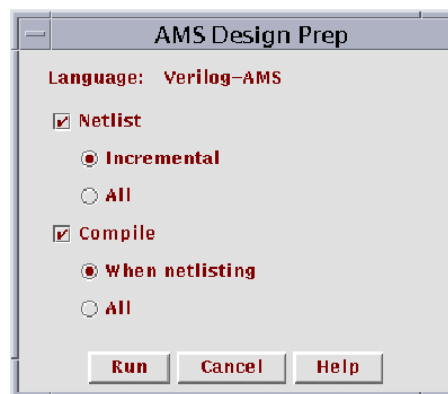 AMS Design Prep
Language: Verilog-AMS
Netlist
Incremental
All
Compile
When netlisting
All
Run Cancel Help